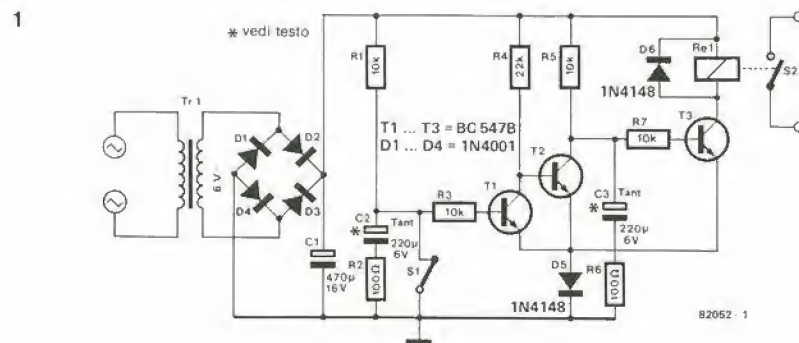 1
* vedi testo
Tr 1
6 V~
D1
D2
D4
D3
C1
470µ
16V
R1
10k
C2
Tant
*
220µ
6V
R2
100Ω
R3
10k
S1
T1 ... T3 = BC 547B
D1 ... D4 = 1N4001
R4
22k
R5
10k
T1
T2
D5
1N4148
C3
Tant
*
220µ
6V
R6
100Ω
R7
10k
D6
1N4148
Re1
S2
T3
82052 - 1